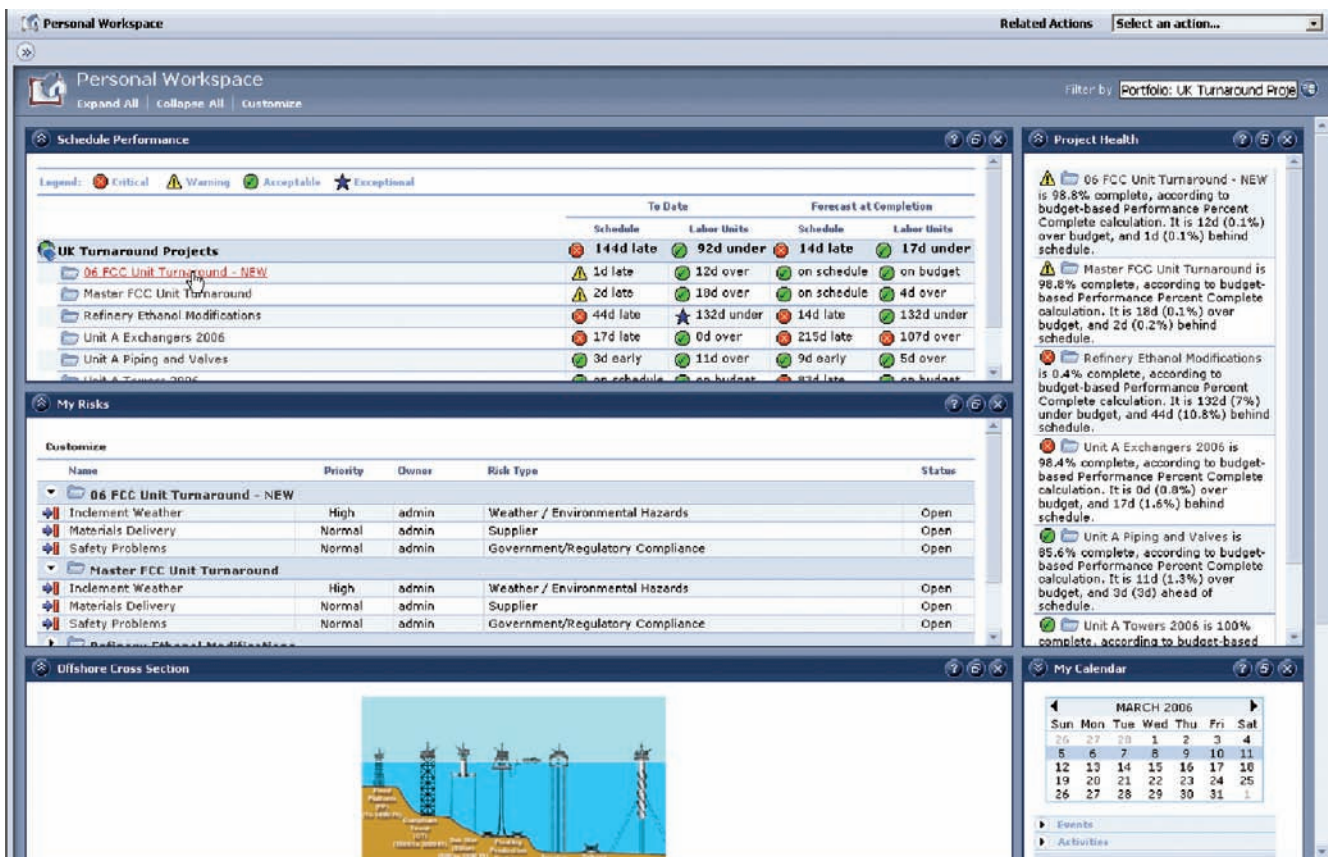 Personal Workspace
Related Actions Select an action...
Personal Workspace
Expand All | Collapse All | Customize
Filter by Portfolio: UK Turnaround Proje
Schedule Performance
Legend: Critical Warning Acceptable Exceptional
To Date Forecast at Completion
Schedule Labor Units Schedule Labor Units
UK Turnaround Projects 144d late 92d under 14d late 17d under
06 FCC Unit Turnaround - NEW 1d late 12d over on schedule on budget
Master FCC Unit Turnaround 2d late 18d over on schedule 4d over
Refinery Ethanol Modifications 44d late 132d under 14d late 132d under
Unit A Exchangers 2006 17d late 0d over 215d late 107d over
Unit A Piping and Valves 3d early 11d over 9d early 5d over
Unit A Towers 2006 on schedule on budget 83d late on budget
My Risks
Customize
Name Priority Owner Risk Type Status
06 FCC Unit Turnaround - NEW
Inclement Weather High admin Weather / Environmental Hazards Open
Materials Delivery Normal admin Supplier Open
Safety Problems Normal admin Government/Regulatory Compliance Open
Master FCC Unit Turnaround
Inclement Weather High admin Weather / Environmental Hazards Open
Materials Delivery Normal admin Supplier Open
Safety Problems Normal admin Government/Regulatory Compliance Open
Refinery Ethanol Modifications
Offshore Cross Section
Project Health
06 FCC Unit Turnaround - NEW
is 98.8% complete, according to
budget-based Performance Percent
Complete calculation. It is 12d (0.1%)
over budget, and 1d (0.1%) behind
schedule.
Master FCC Unit Turnaround is
98.8% complete, according to budget-
based Performance Percent Complete
calculation. It is 18d (0.1%) over
budget, and 2d (0.2%) behind
schedule.
Refinery Ethanol Modifications
is 0.4% complete, according to
budget-based Performance Percent
Complete calculation. It is 132d (7%)
under budget, and 44d (10.8%) behind
schedule.
Unit A Exchangers 2006 is
98.4% complete, according to budget-
based Performance Percent Complete
calculation. It is 0d (0.8%) over
budget, and 17d (1.6%) behind
schedule.
Unit A Piping and Valves is
85.6% complete, according to budget-
based Performance Percent Complete
calculation. It is 11d (1.3%) over
budget, and 3d (3d) ahead of
schedule.
Unit A Towers 2006 is 100%
complete, according to budget-based
My Calendar
MARCH 2006
Sun Mon Tue Wed Thu Fri Sat
26 27 28 1 2 3 4
5 6 7 8 9 10 11
12 13 14 15 16 17 18
19 20 21 22 23 24 25
26 27 28 29 30 31 1
Events
Activities